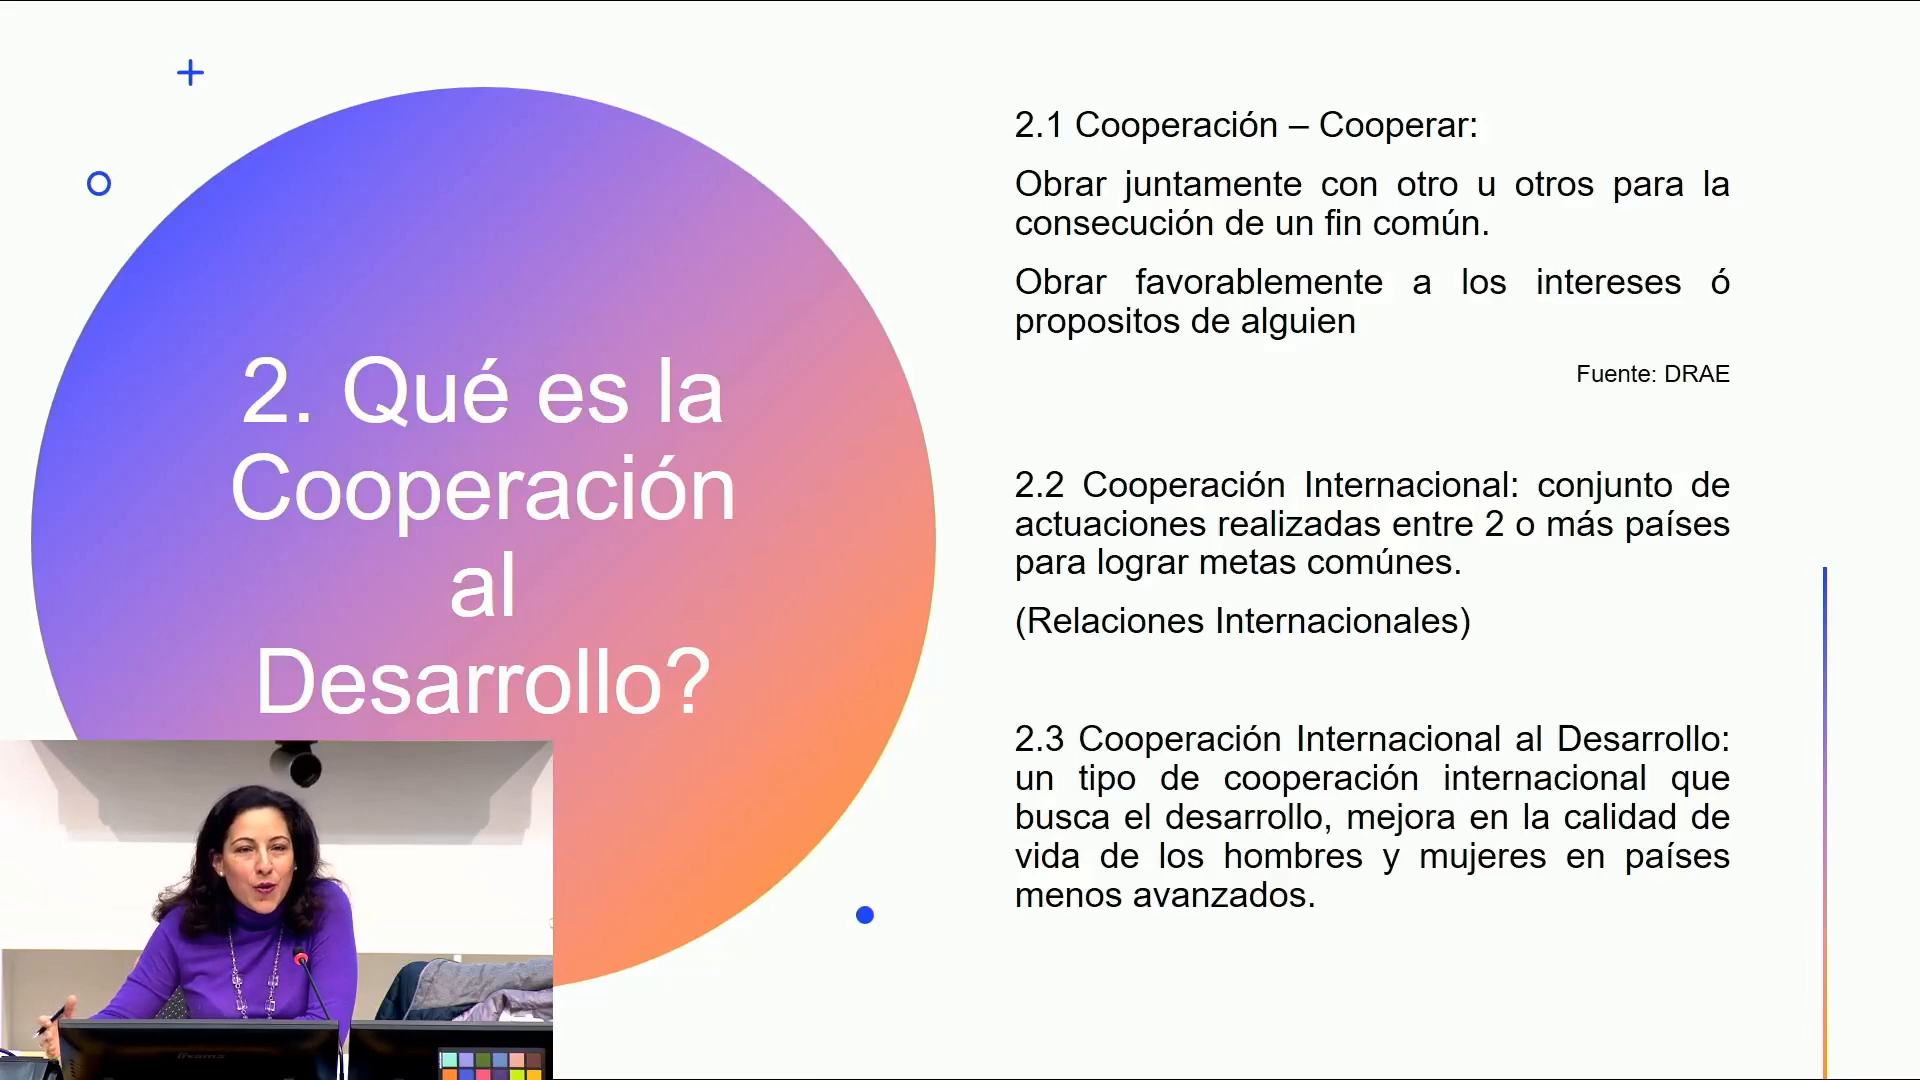 2. Qué es la
Cooperación
al
Desarrollo?
2.1 Cooperación – Cooperar:
Obrar juntamente con otro u otros para la
consecución de un fin común.
Obrar favorablemente a los intereses ó
propositos de alguien
Fuente: DRAE
2.2 Cooperación Internacional: conjunto de
actuaciones realizadas entre 2 o más países
para lograr metas comúnes.
(Relaciones Internacionales)
2.3 Cooperación Internacional al Desarrollo:
un tipo de cooperación internacional que
busca el desarrollo, mejora en la calidad de
vida de los hombres y mujeres en países
menos avanzados.